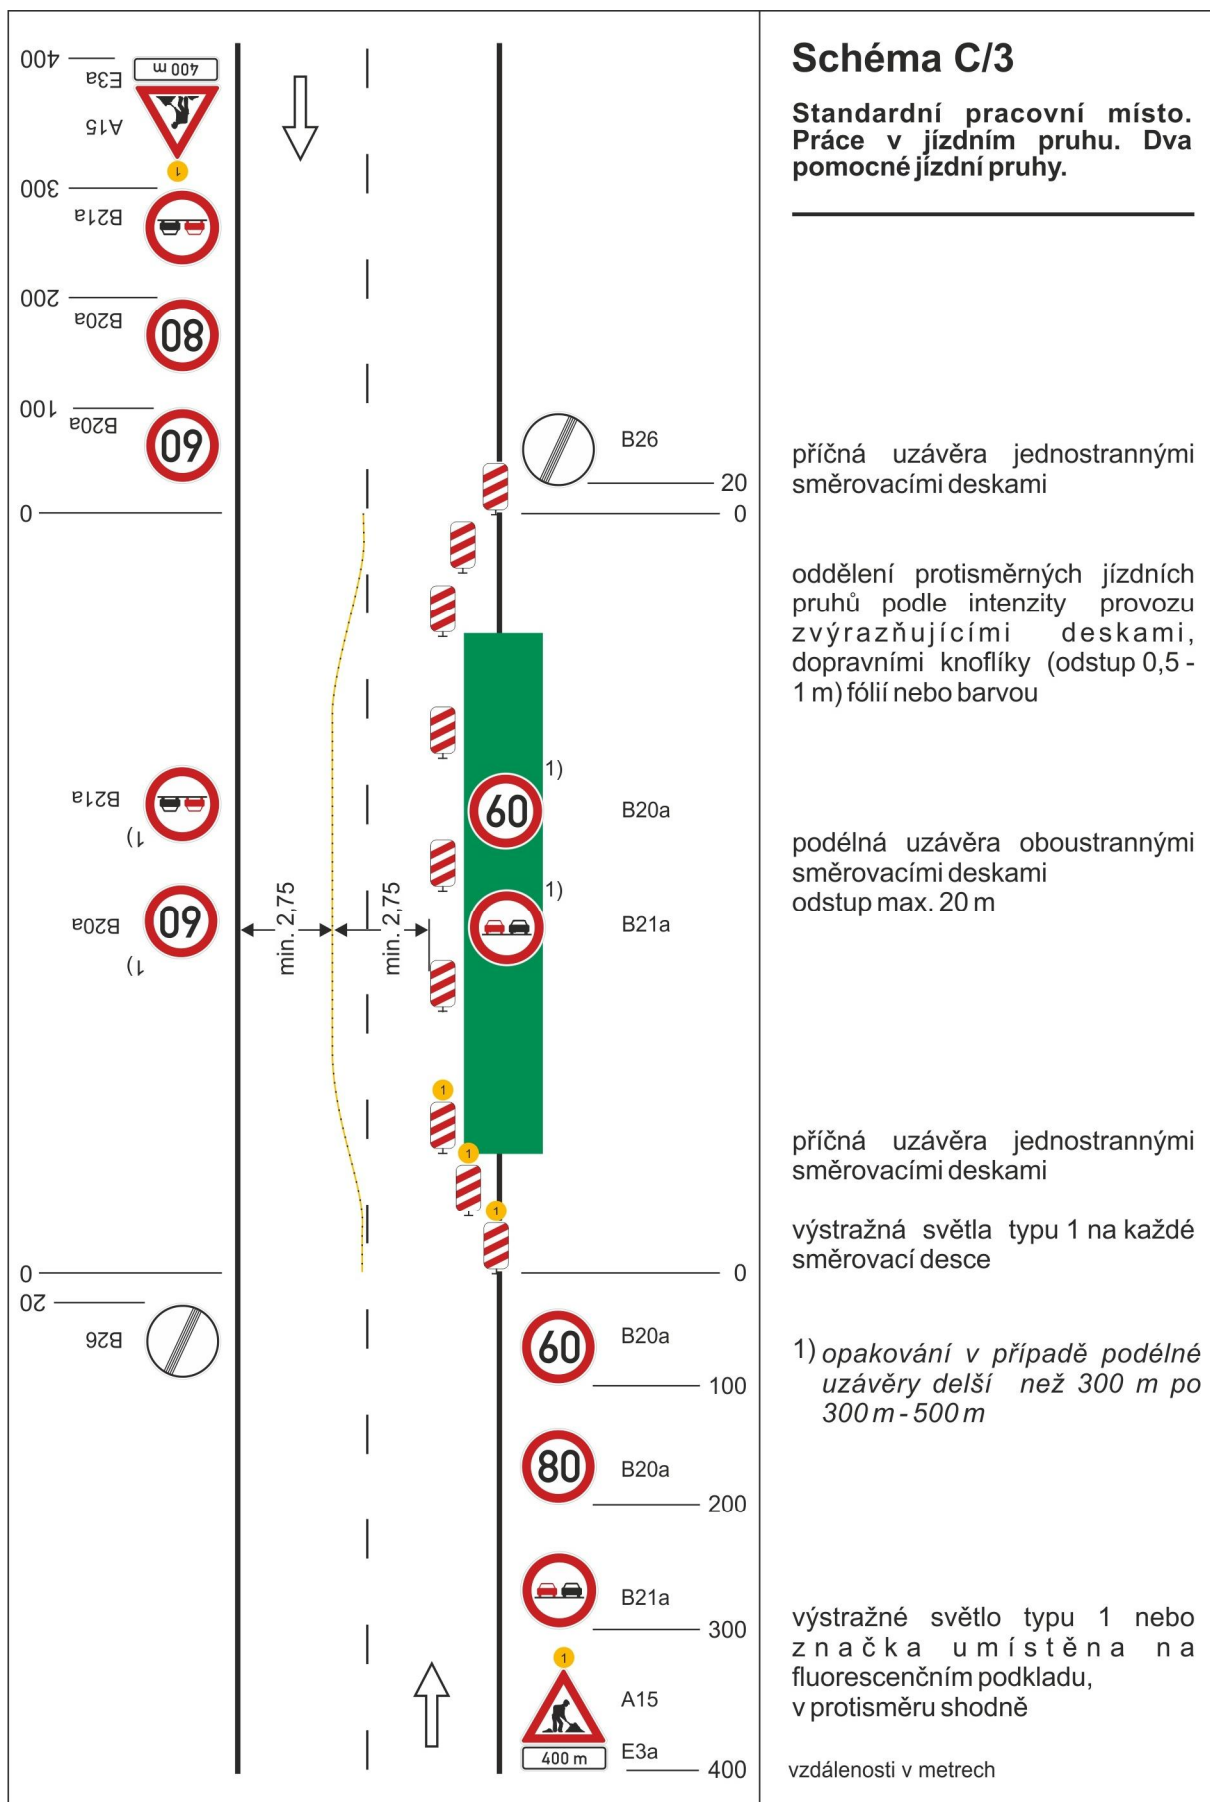 Schéma C/3
Standardní pracovní místo.
Práce v jízdním pruhu. Dva
pomocné jízdní pruhy.
400
E3a
400 m
A15
1
300
B21a
200
B20a
80
100
B20a
60
0
B26
20
0
příčná uzávěra jednostrannými
směrovacími deskami
oddělení protisměrných jízdních
pruhů podle intenzity provozu
zvýrazňujícími deskami,
dopravními knoflíky (odstup 0,5 -
1 m) fólií nebo barvou
B21a
1)
B20a
60
1)
min. 2,75
min. 2,75
1)
60
B20a
1)
B21a
podélná uzávěra oboustrannými
směrovacími deskami
odstup max. 20 m
1
1
1
příčná uzávěra jednostrannými
směrovacími deskami
výstražná světla typu 1 na každé
směrovací desce
0
20
B26
0
60
B20a
100
80
B20a
200
B21a
300
1
A15
400 m
E3a
400
1) opakování v případě podélné
uzávěry delší než 300 m po
300 m - 500 m
výstražné světlo typu 1 nebo
značka umístěna na
fluorescenčním podkladu,
v protisměru shodně
vzdálenosti v metrech